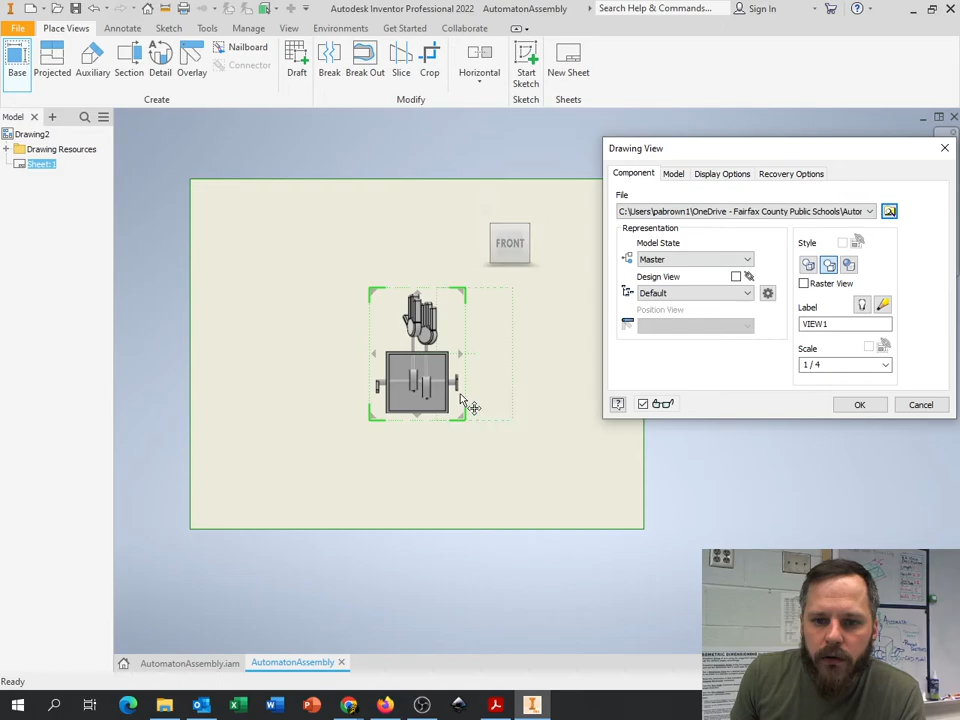 Autodesk Inventor Professional 2022 AutomatonAssembly
Search Help & Commands...
Sign In
File
Place Views
Annotate
Sketch
Tools
Manage
View
Environments
Get Started
Collaborate
Base
Projected
Auxiliary
Section
Detail
Overlay
Nailboard
Connector
Draft
Break
Break Out
Slice
Crop
Horizontal
Start
Sketch
New Sheet
Create
Modify
Sketch
Sheets
Model
Drawing2
Drawing Resources
Sheet:1
FRONT
Drawing View
Component
Model
Display Options
Recovery Options
File
C:\Users\pabrown1\OneDrive - Fairfax County Public Schools\Autor
Representation
Model State
Master
Design View
Default
Position View
Style
Raster View
Label
VIEW1
Scale
1 / 4
OK
Cancel
AutomatonAssembly.iam
AutomatonAssembly
Ready